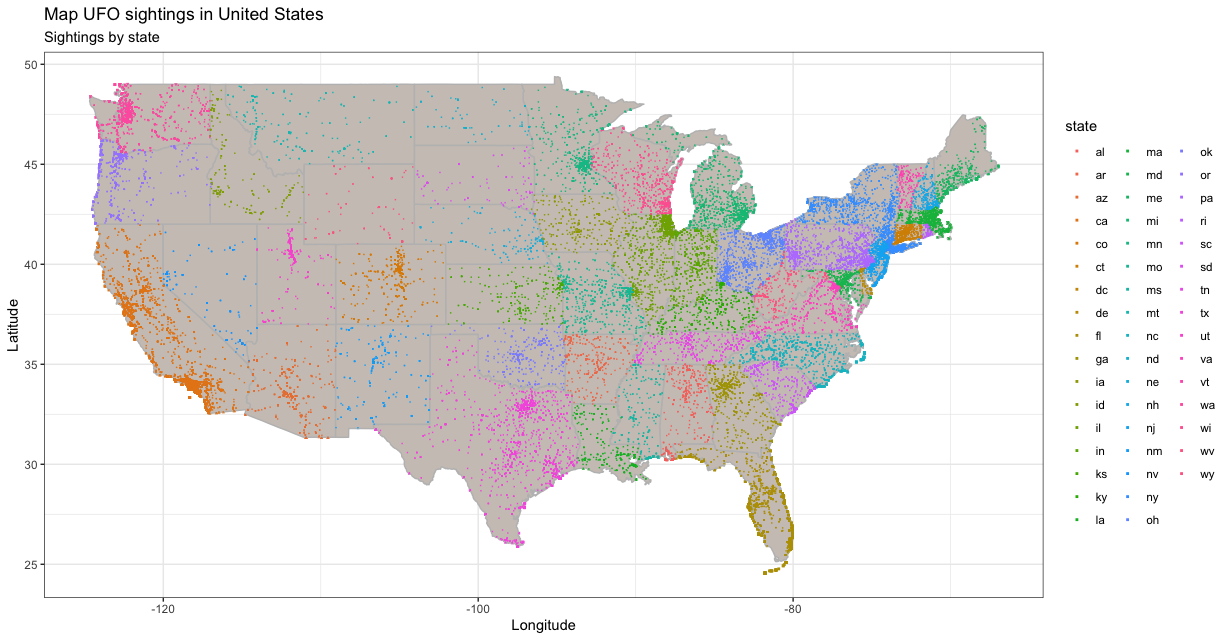 Map UFO sightings in United States
Sightings by state
50
45
40
35
30
25
Latitude
-120
-100
-80
Longitude
state
al
ar
az
ca
co
ct
dc
de
fl
ga
ia
id
il
in
ks
ky
la
ma
md
me
mi
mn
mo
ms
mt
nc
nd
ne
nh
nj
nm
nv
ny
oh
ok
or
pa
ri
sc
sd
tn
tx
ut
va
vt
wa
wi
wv
wy